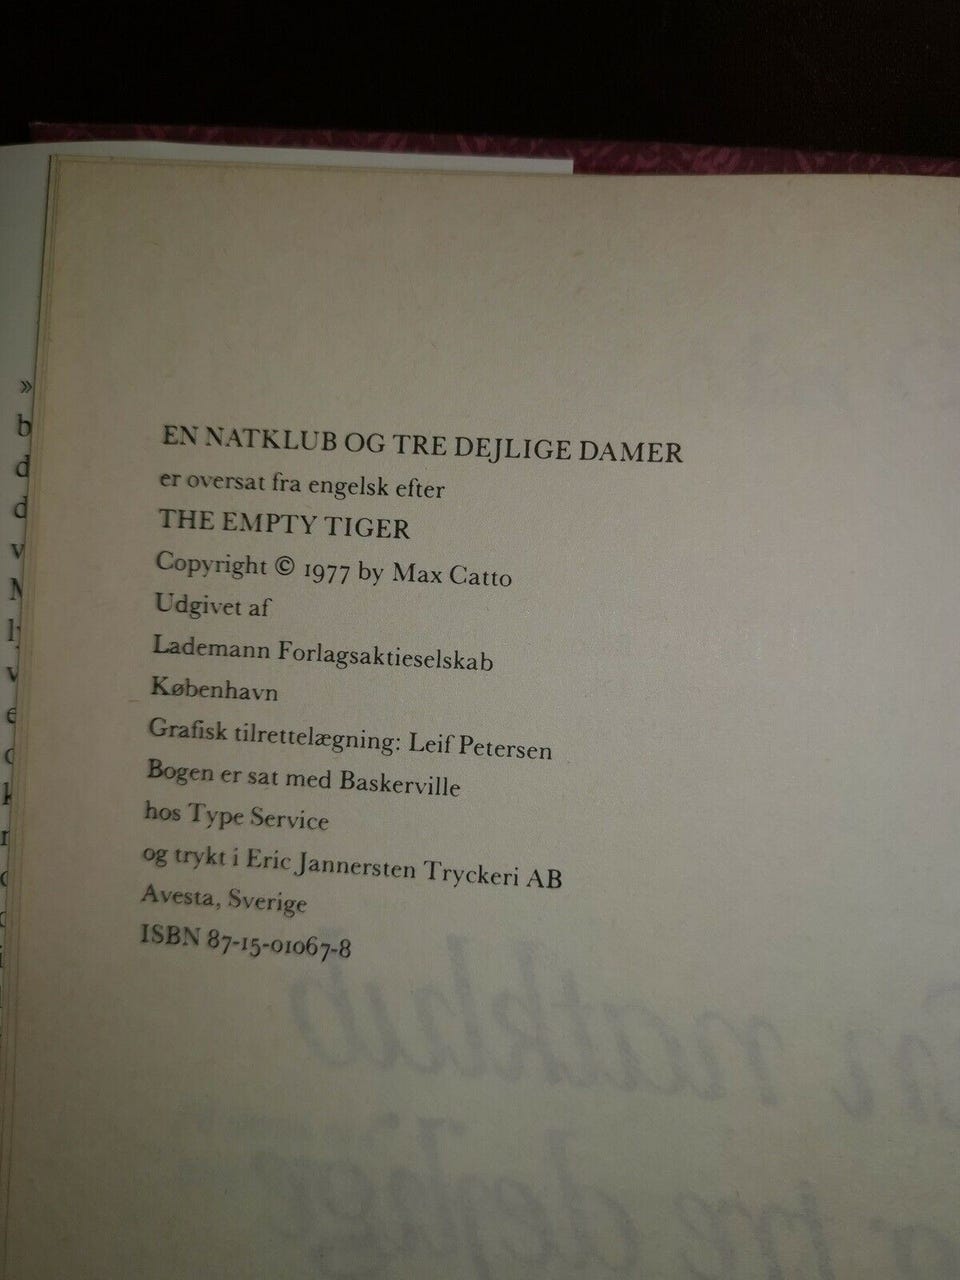 EN NATKLUB OG TRE DEJLIGE DAMER
er oversat fra engelsk efter
THE EMPTY TIGER
Copyright © 1977 by Max Catto
Udgivet af
Lademann Forlagsaktieselskab
København
Grafisk tilrettelægning: Leif Petersen
Bogen er sat med Baskerville
hos Type Service
og trykt i Eric Jannersten Tryckeri AB
Avesta, Sverige
ISBN 87-15-01067-8